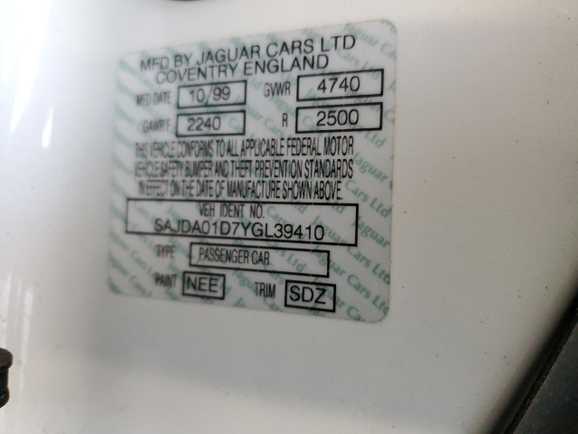 MFD BY JAGUAR CARS LTD
COVENTRY ENGLAND
MFD DATE 10/99 GVWR 4740
GAWR F 2240 R 2500
THIS VEHICLE CONFORMS TO ALL APPLICABLE FEDERAL MOTOR
VEHICLE SAFETY BUMPER AND THEFT PREVENTION STANDARDS
IN EFFECT ON THE DATE OF MANUFACTURE SHOWN ABOVE.
VEH IDENT NO.
SAJDA01D7YGL39410
TYPE PASSENGER CAR
PAINT NEE TRIM SDZ